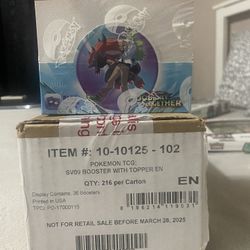 TOGETHER
ITEM #: 10-10125 - 102
POKEMON TCG;
SV09 BOOSTER WITH TOPPER EN
QTY: 216 per Carton
EN
Display Contains: 36 boosters
Printed in USA
NOT FOR RETAIL SALE BEFORE MARCH 28, 2025